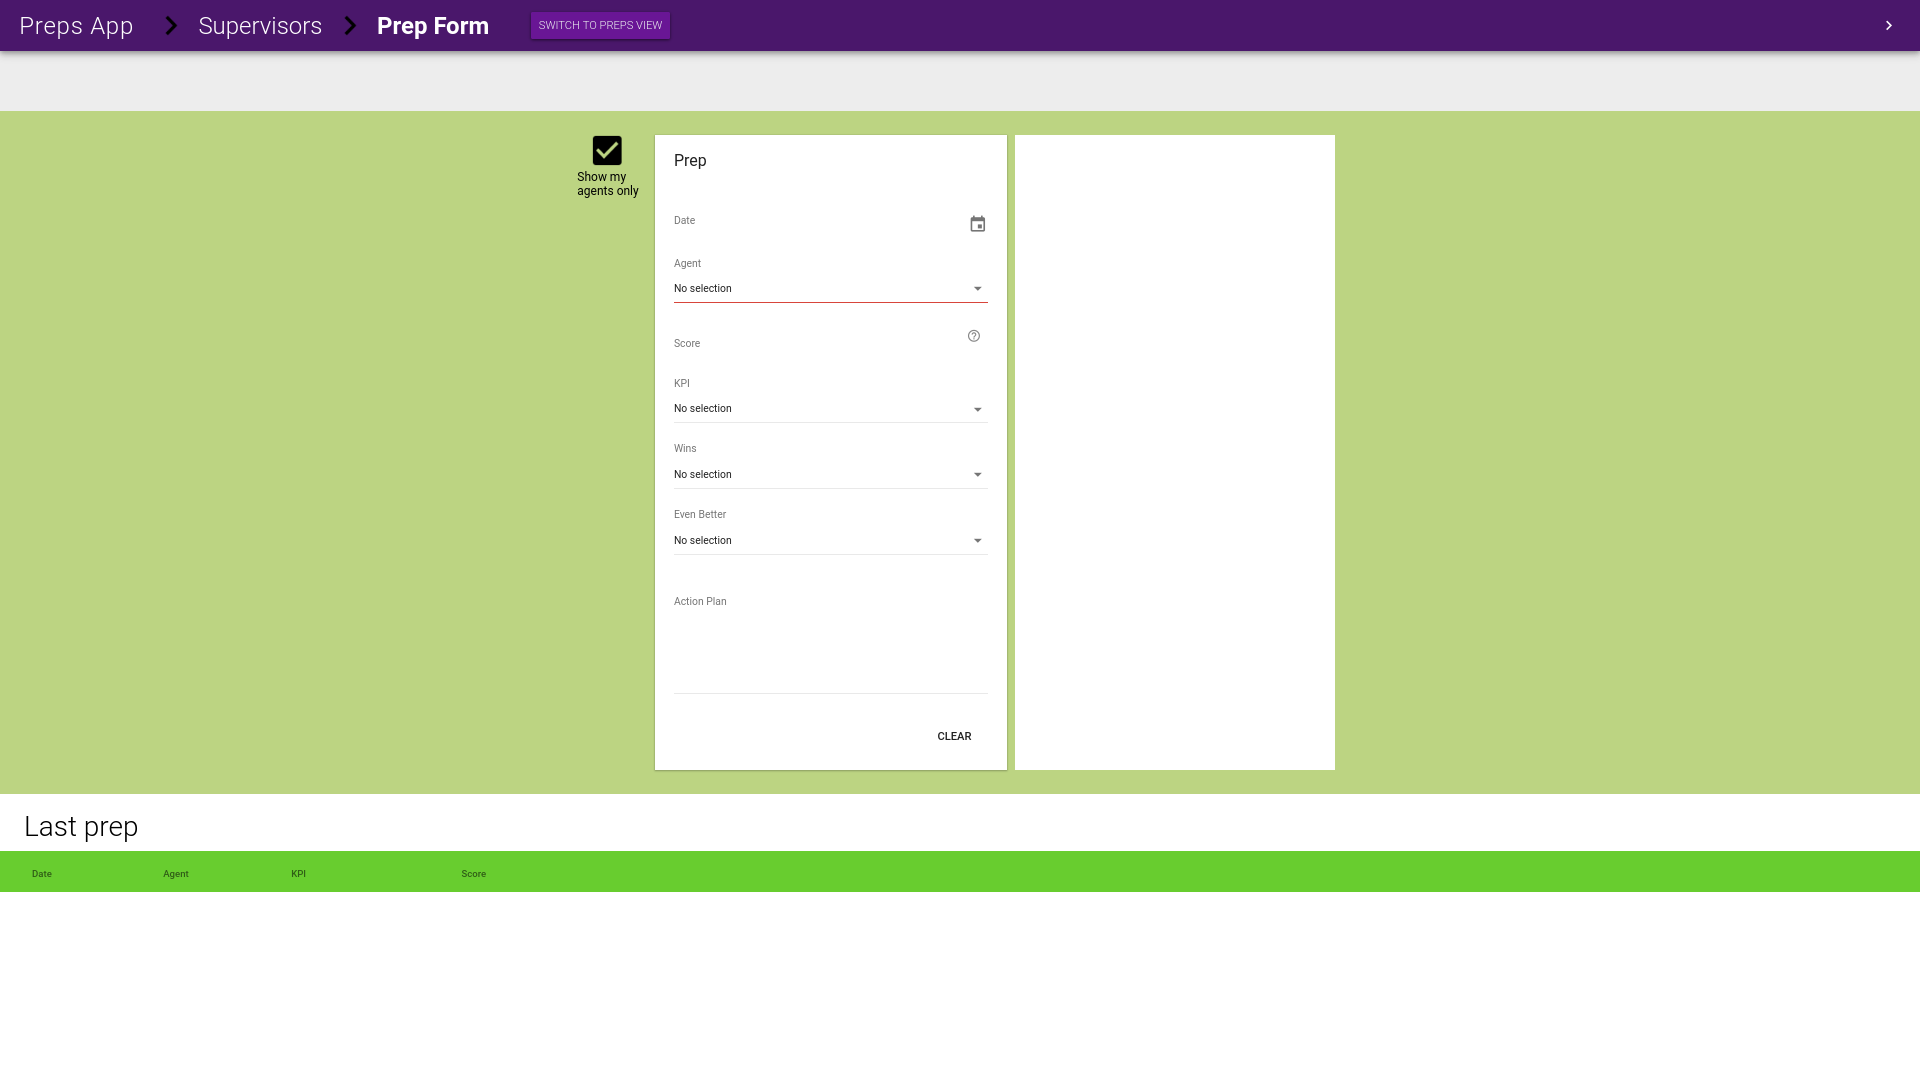 Preps App Supervisors Prep Form SWITCH TO PREPS VIEW
Show my
agents only
Prep
Date
Agent
No selection
Score
KPI
No selection
Wins
No selection
Even Better
No selection
Action Plan
CLEAR
Last prep
Date Agent KPI Score